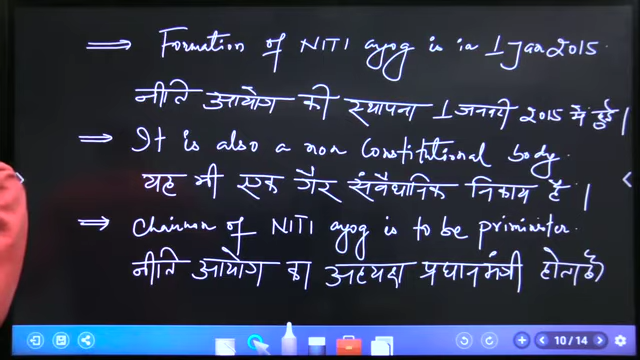 ⇒ Formation of NITI ayog is in 1 Jan 2015.
नीति आयोग की स्थापना 1 जनवरी 2015 में हुई।
⇒ It is also a non Constitutional body.
यह भी एक गैर संवैधानिक निकाय है।
⇒ Chairman of NITI ayog is to be priminister.
नीति आयोग का अध्यक्ष प्रधानमंत्री होता है।
10/14